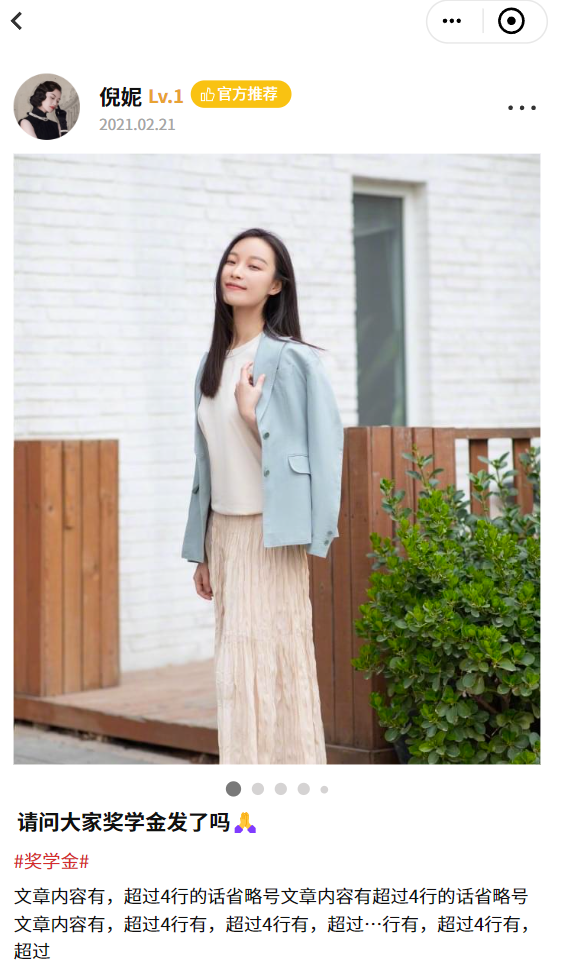 倪妮 Lv.1 官方推荐
2021.02.21
请问大家奖学金发了吗🙏
#奖学金#
文章内容有，超过4行的话省略号文章内容有超过4行的话省略号
文章内容有，超过4行有，超过4行有，超过…行有，超过4行有，
超过